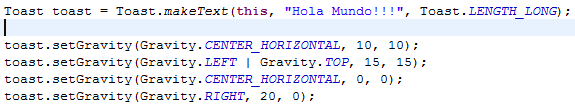 Toast toast = Toast.makeText(this, "Hola Mundo!!!", Toast.LENGTH_LONG);
toast.setGravity(Gravity.CENTER_HORIZONTAL, 10, 10);
toast.setGravity(Gravity.LEFT | Gravity.TOP, 15, 15);
toast.setGravity(Gravity.CENTER_HORIZONTAL, 0, 0);
toast.setGravity(Gravity.RIGHT, 20, 0);